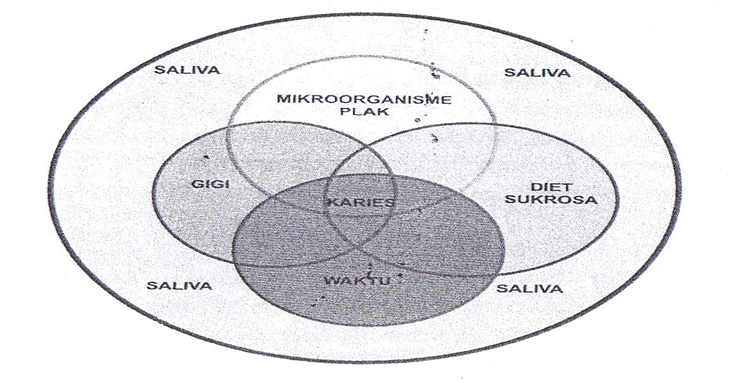 SALIVA
SALIVA
MIKROORGANISME
PLAK
GIGI
DIET
SUKROSA
KARIES
WAKTU
SALIVA
SALIVA